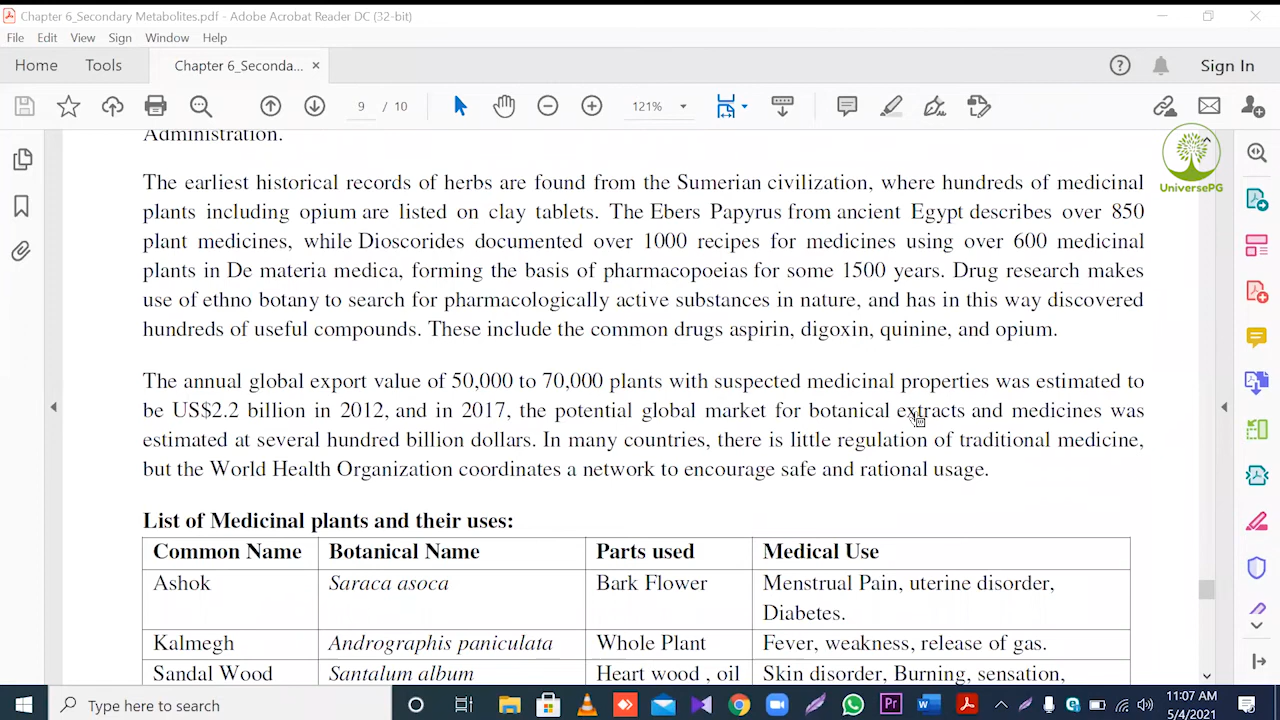 Chapter 6_Secondary Metabolites.pdf - Adobe Acrobat Reader DC (32-bit)
File Edit View Sign Window Help
Home Tools Chapter 6_Seconda... × Sign In
9 / 10 121%
Administration.
UniversePG
The earliest historical records of herbs are found from the Sumerian civilization, where hundreds of medicinal
plants including opium are listed on clay tablets. The Ebers Papyrus from ancient Egypt describes over 850
plant medicines, while Dioscorides documented over 1000 recipes for medicines using over 600 medicinal
plants in De materia medica, forming the basis of pharmacopoeias for some 1500 years. Drug research makes
use of ethno botany to search for pharmacologically active substances in nature, and has in this way discovered
hundreds of useful compounds. These include the common drugs aspirin, digoxin, quinine, and opium.
The annual global export value of 50,000 to 70,000 plants with suspected medicinal properties was estimated to
be US$2.2 billion in 2012, and in 2017, the potential global market for botanical extracts and medicines was
estimated at several hundred billion dollars. In many countries, there is little regulation of traditional medicine,
but the World Health Organization coordinates a network to encourage safe and rational usage.
List of Medicinal plants and their uses:
Common Name Botanical Name Parts used Medical Use
Ashok Saraca asoca Bark Flower Menstrual Pain, uterine disorder,
Diabetes.
Kalmegh Andrographis paniculata Whole Plant Fever, weakness, release of gas.
Sandal Wood Santalum album Heart wood , oil Skin disorder, Burning, sensation,
Type here to search
11:07 AM
5/4/2021